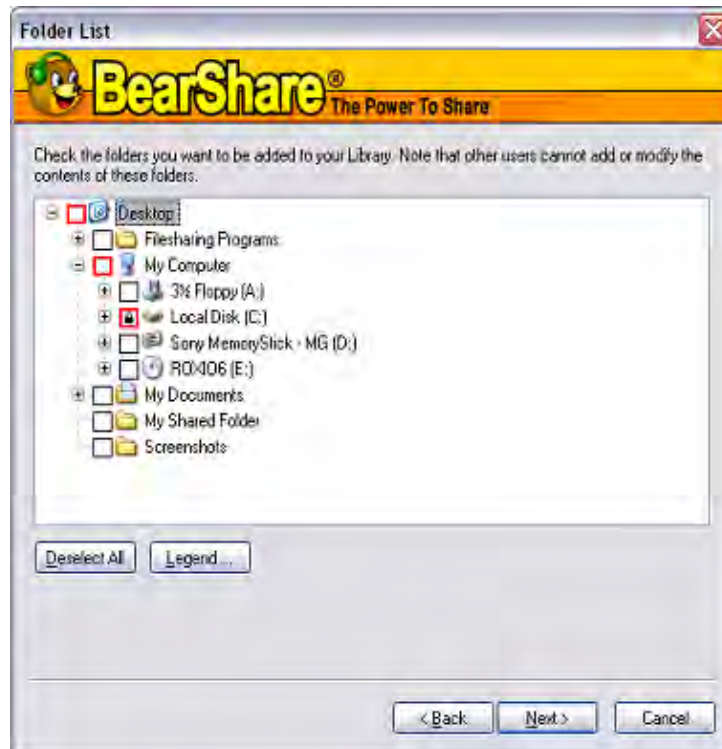 Folder List
BearShare®
The Power To Share
Check the folders you want to be added to your Library. Note that other users cannot add or modify the
contents of these folders.
Desktop
Filesharing Programs
My Computer
3½ Floppy (A:)
Local Disk (C:)
Sony MemoryStick - MG (D:)
ROXIO6 (E:)
My Documents
My Shared Folder
Screenshots
Deselect All Legend...
< Back Next > Cancel